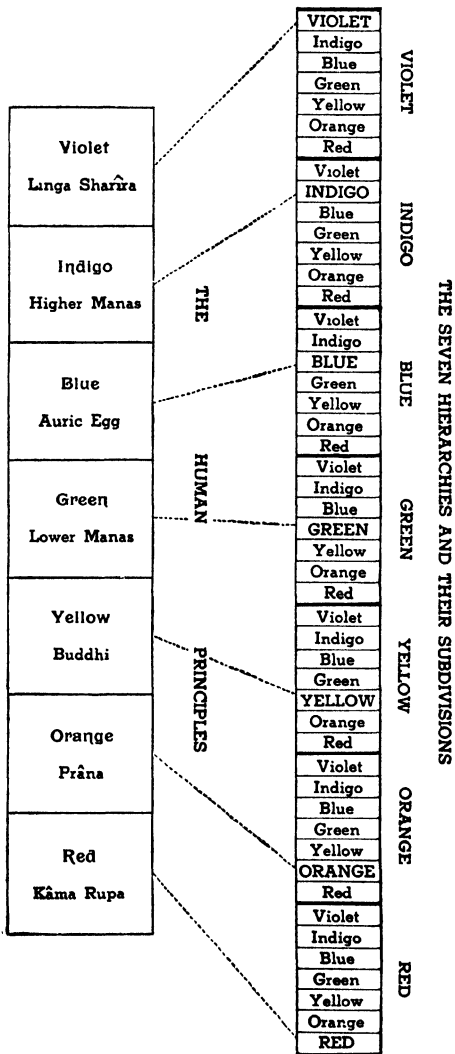 Violet
Linga Sharîra
Indigo
Higher Manas
Blue
Auric Egg
Green
Lower Manas
Yellow
Buddhi
Orange
Prâna
Red
Kâma Rupa
THE HUMAN PRINCIPLES
VIOLET
Indigo
Blue
Green
Yellow
Orange
Red
Violet
INDIGO
Blue
Green
Yellow
Orange
Red
Violet
Indigo
BLUE
Green
Yellow
Orange
Red
Violet
Indigo
Blue
GREEN
Yellow
Orange
Red
Violet
Indigo
Blue
Green
YELLOW
Orange
Red
Violet
Indigo
Blue
Green
Yellow
ORANGE
Red
Violet
Indigo
Blue
Green
Yellow
Orange
RED
VIOLET
INDIGO
BLUE
GREEN
YELLOW
ORANGE
RED
THE SEVEN HIERARCHIES AND THEIR SUBDIVISIONS